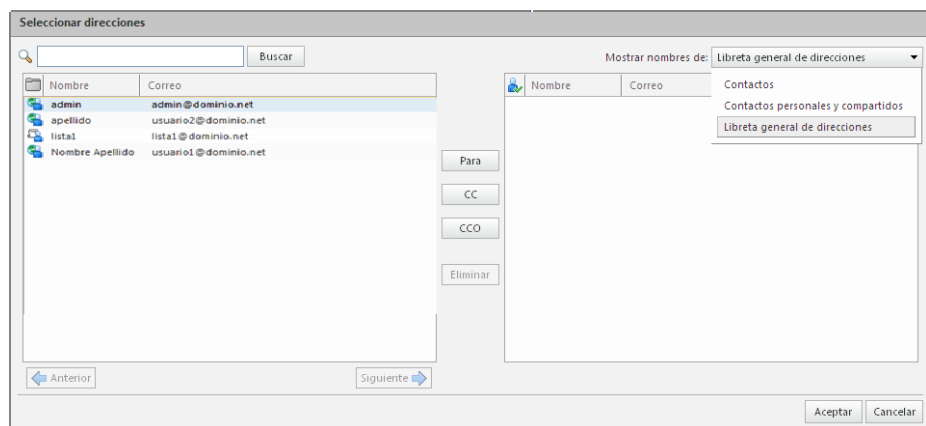 Seleccionar direcciones
Buscar
Mostrar nombres de: Libreta general de direcciones
Nombre Correo
Nombre Correo
Contactos
Contactos personales y compartidos
Libreta general de direcciones
admin admin@dominio.net
apellido usuario2@dominio.net
lista1 lista1@dominio.net
Nombre Apellido usuario1@dominio.net
Para
CC
CCO
Eliminar
Anterior
Siguiente
Aceptar
Cancelar